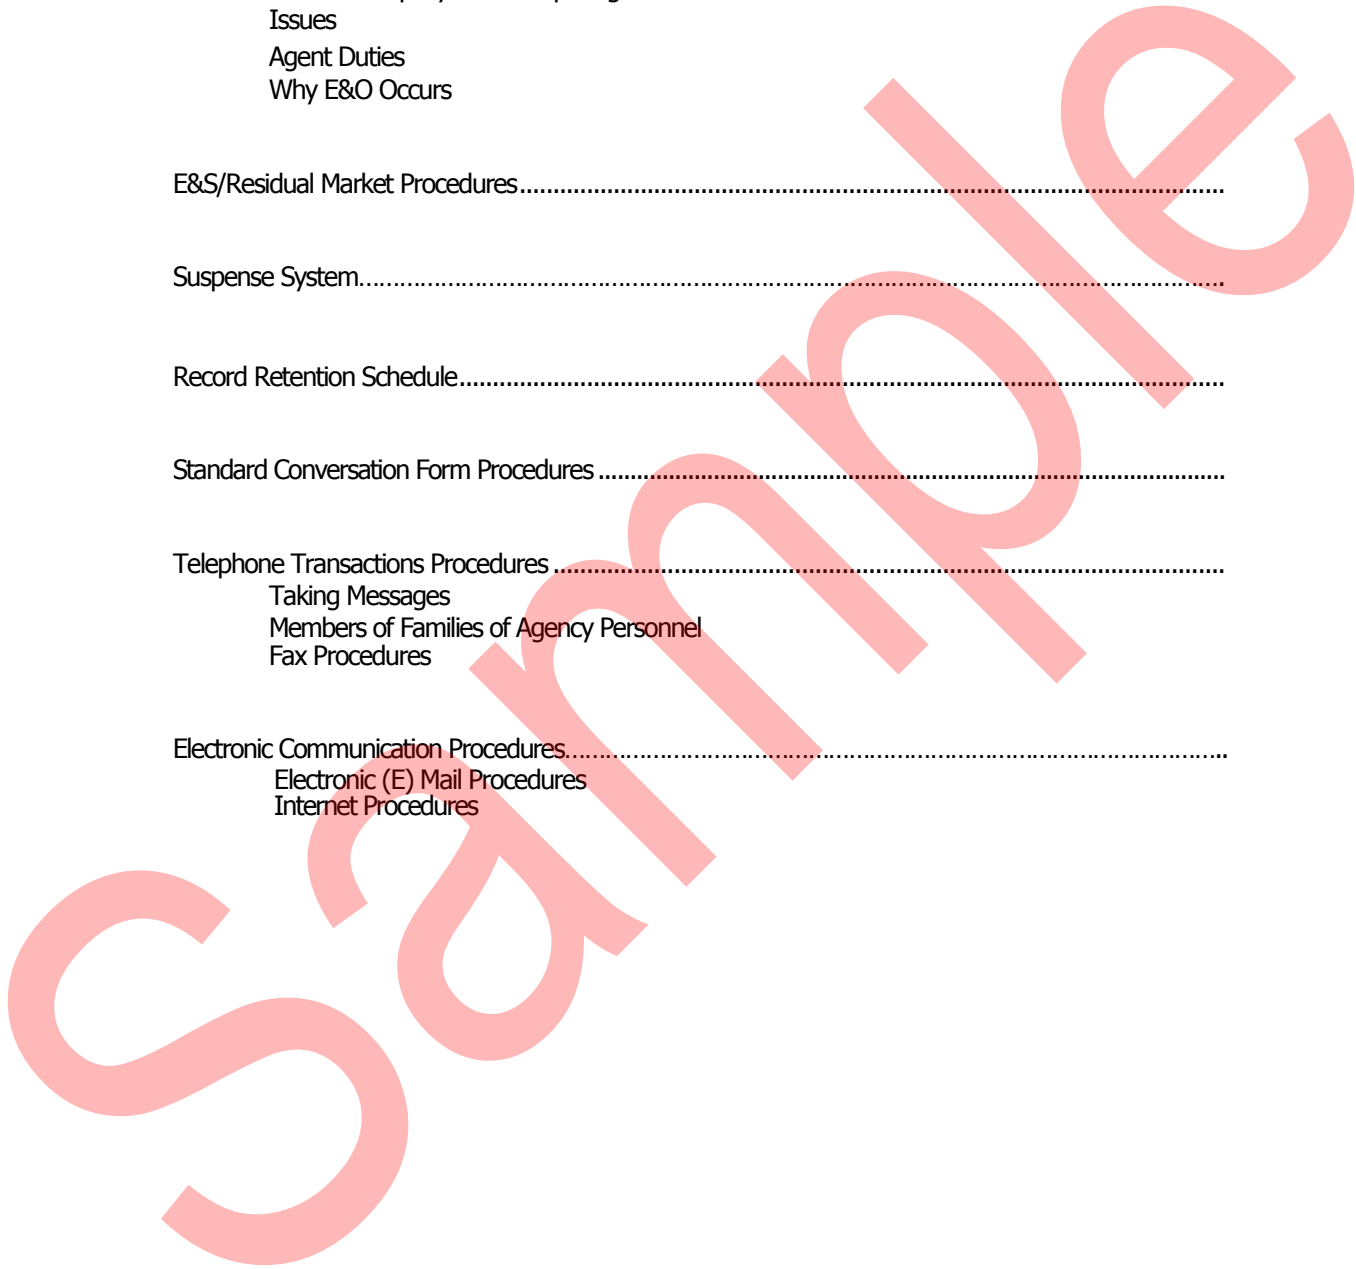 Issues
Agent Duties
Why E&O Occurs
E&S/Residual Market Procedures........................................................................................................
Suspense System…………………………………………………………………………………………………………….
Record Retention Schedule.................................................................................................................
Standard Conversation Form Procedures ............................................................................................
Telephone Transactions Procedures ...................................................................................................
Taking Messages
Members of Families of Agency Personnel
Fax Procedures
Electronic Communication Procedures……………………………………………………………………………………..
Electronic (E) Mail Procedures
Internet Procedures
Sample